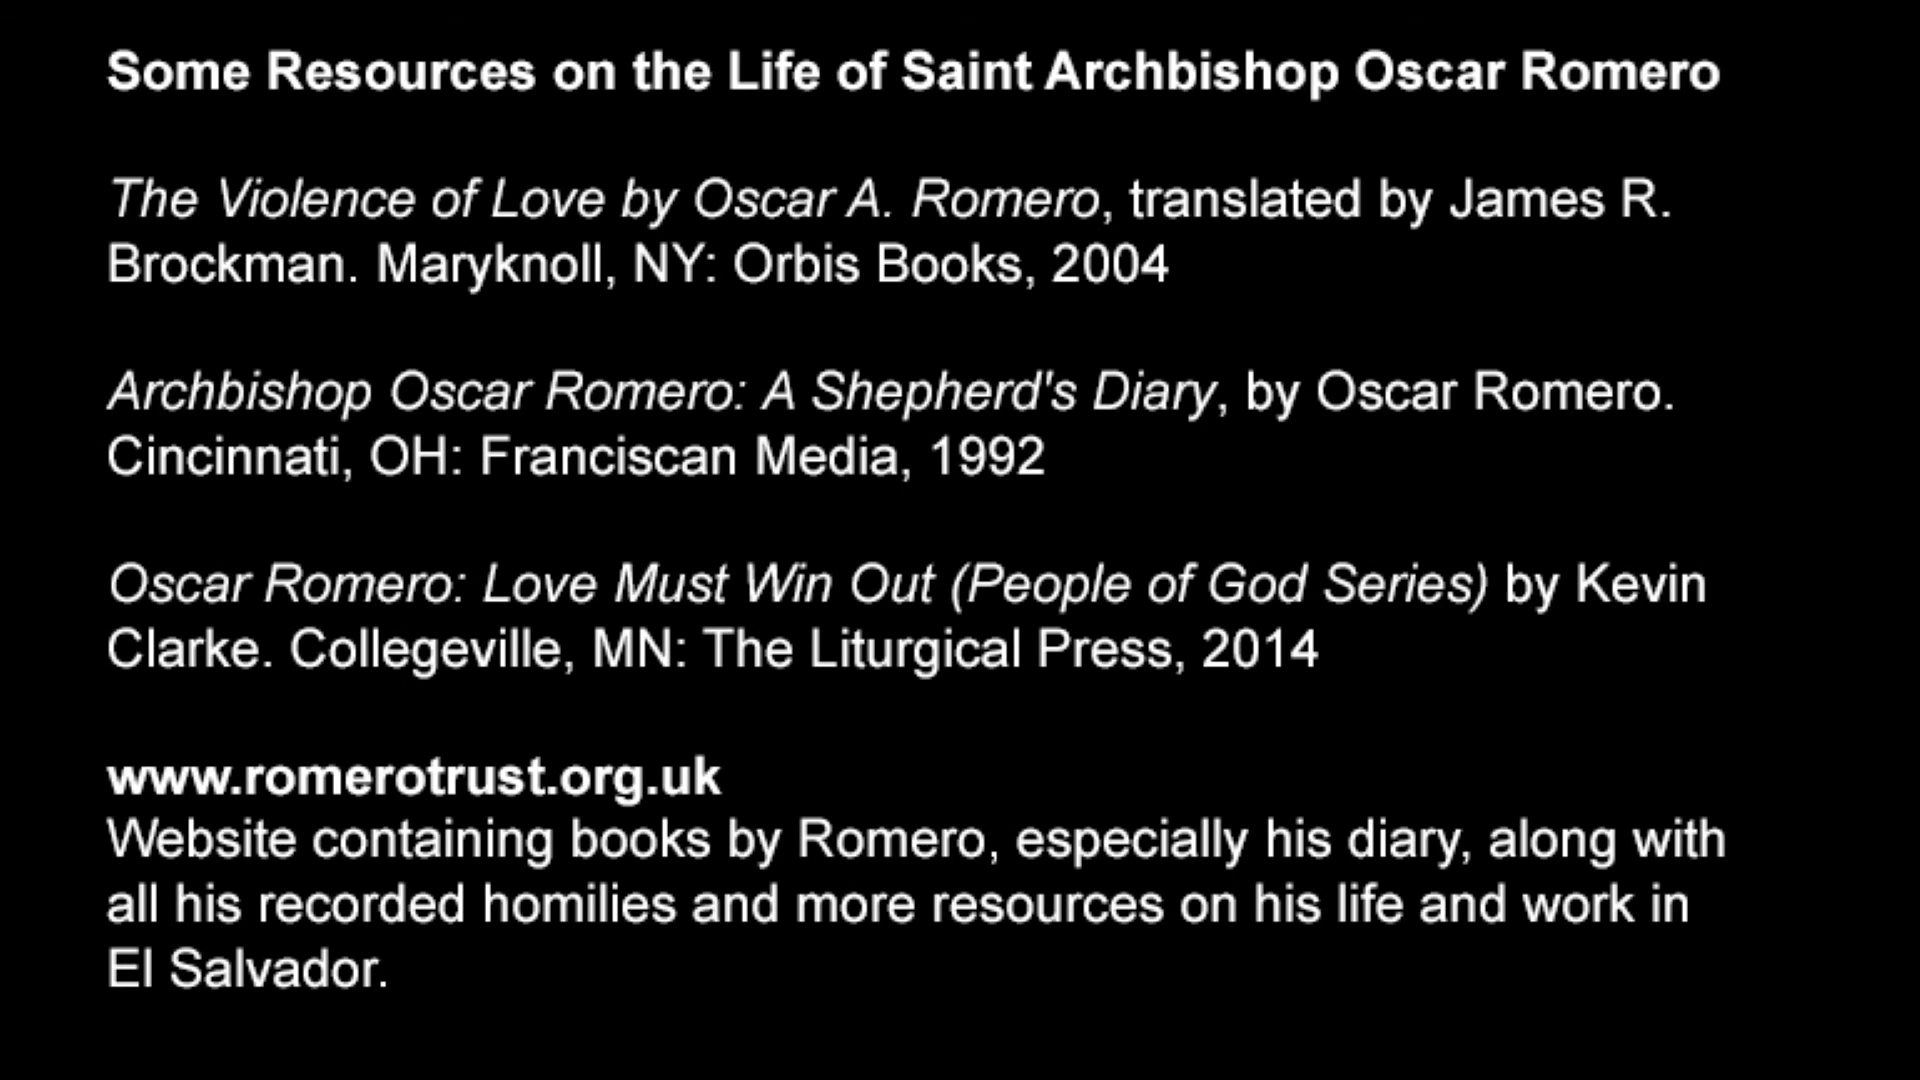 Some Resources on the Life of Saint Archbishop Oscar Romero
The Violence of Love by Oscar A. Romero, translated by James R.
Brockman. Maryknoll, NY: Orbis Books, 2004
Archbishop Oscar Romero: A Shepherd's Diary, by Oscar Romero.
Cincinnati, OH: Franciscan Media, 1992
Oscar Romero: Love Must Win Out (People of God Series) by Kevin
Clarke. Collegeville, MN: The Liturgical Press, 2014
www.romerotrust.org.uk
Website containing books by Romero, especially his diary, along with
all his recorded homilies and more resources on his life and work in
El Salvador.